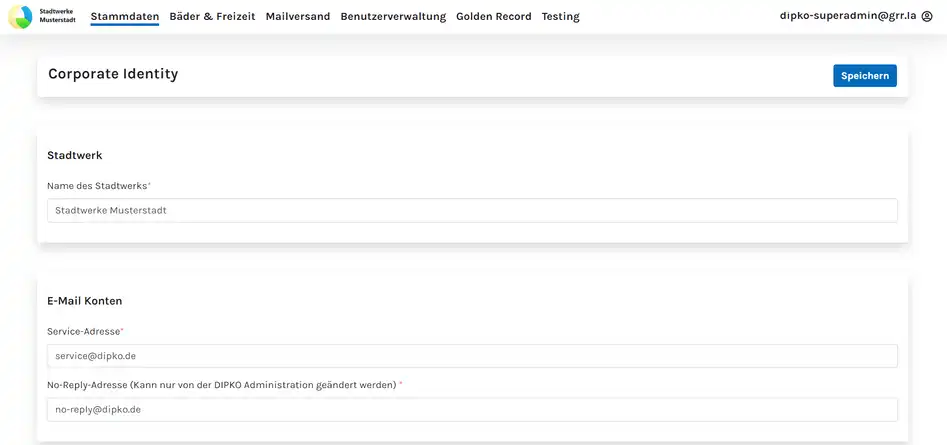 Stadtwerke
Musterstadt
Stammdaten Bäder & Freizeit Mailversand Benutzerverwaltung Golden Record Testing dipko-superadmin@grr.la
Corporate Identity Speichern
Stadtwerk
Name des Stadtwerks*
Stadtwerke Musterstadt
E-Mail Konten
Service-Adresse*
service@dipko.de
No-Reply-Adresse (Kann nur von der DIPKO Administration geändert werden) *
no-reply@dipko.de